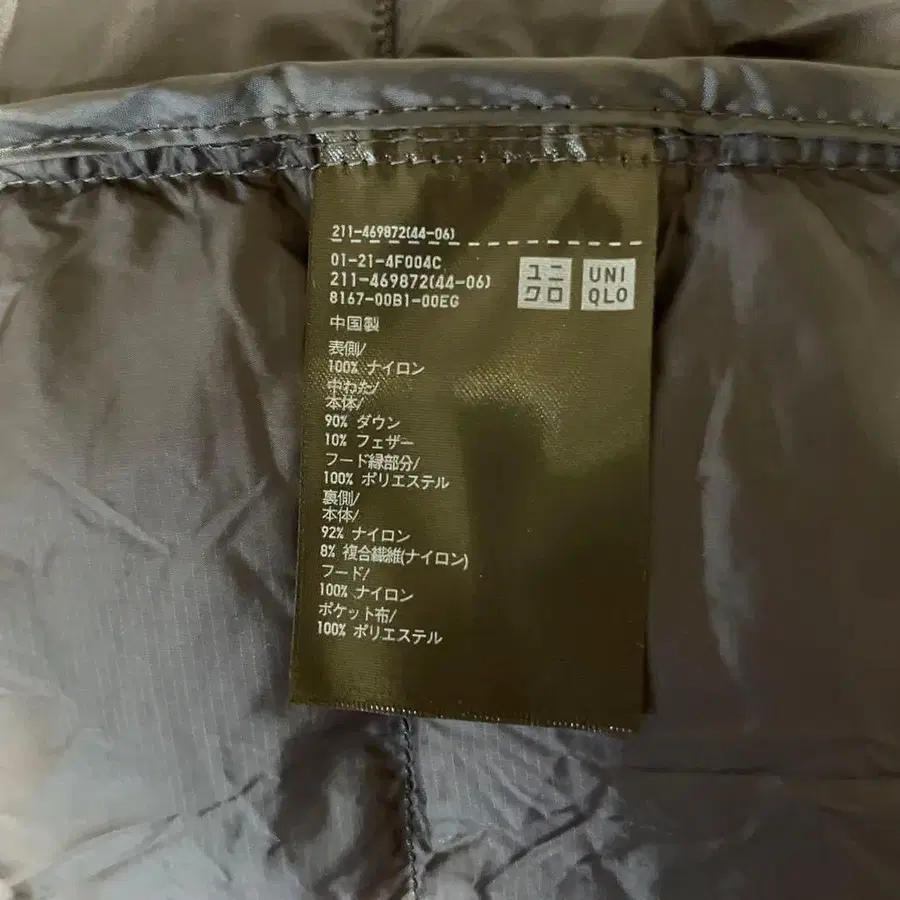 211-469872(44-06)
01-21-4F004C
211-469872(44-06)
8167-00B1-00EG
ユニ
クロ
UNI
QLO
中国製
表側/
100% ナイロン
中わた/
本体/
90% ダウン
10% フェザー
フード縁部分/
100% ポリエステル
裏側/
本体/
92% ナイロン
8% 複合繊維(ナイロン)
フード/
100% ナイロン
ポケット布/
100% ポリエステル